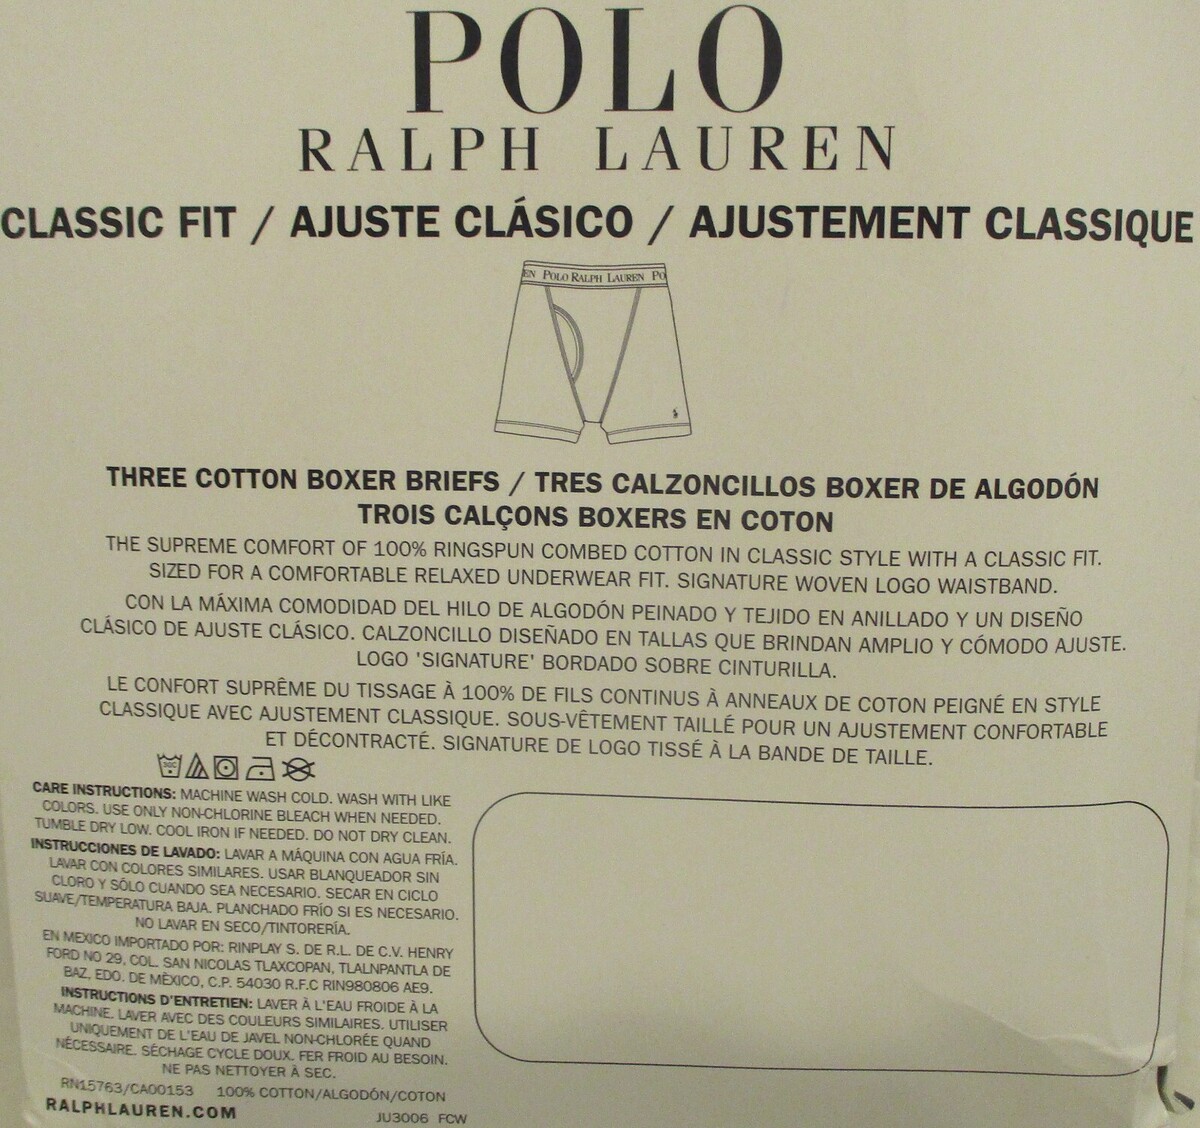 POLO
RALPH LAUREN
CLASSIC FIT / AJUSTE CLÁSICO / AJUSTEMENT CLASSIQUE
EN POLO RALPH LAUREN PO
THREE COTTON BOXER BRIEFS / TRES CALZONCILLOS BOXER DE ALGODÓN
TROIS CALÇONS BOXERS EN COTON
THE SUPREME COMFORT OF 100% RINGSPUN COMBED COTTON IN CLASSIC STYLE WITH A CLASSIC FIT.
SIZED FOR A COMFORTABLE RELAXED UNDERWEAR FIT. SIGNATURE WOVEN LOGO WAISTBAND.
CON LA MÁXIMA COMODIDAD DEL HILO DE ALGODÓN PEINADO Y TEJIDO EN ANILLADO Y UN DISEÑO
CLÁSICO DE AJUSTE CLÁSICO. CALZONCILLO DISEÑADO EN TALLAS QUE BRINDAN AMPLIO Y CÓMODO AJUSTE.
LOGO 'SIGNATURE' BORDADO SOBRE CINTURILLA.
LE CONFORT SUPRÊME DU TISSAGE À 100% DE FILS CONTINUS À ANNEAUX DE COTON PEIGNÉ EN STYLE
CLASSIQUE AVEC AJUSTEMENT CLASSIQUE. SOUS-VÊTEMENT TAILLÉ POUR UN AJUSTEMENT CONFORTABLE
ET DÉCONTRACTÉ. SIGNATURE DE LOGO TISSÉ À LA BANDE DE TAILLE.
CARE INSTRUCTIONS: MACHINE WASH COLD. WASH WITH LIKE
COLORS. USE ONLY NON-CHLORINE BLEACH WHEN NEEDED.
TUMBLE DRY LOW. COOL IRON IF NEEDED. DO NOT DRY CLEAN.
INSTRUCCIONES DE LAVADO: LAVAR A MÁQUINA CON AGUA FRÍA.
LAVAR CON COLORES SIMILARES. USAR BLANQUEADOR SIN
CLORO Y SÓLO CUANDO SEA NECESARIO. SECAR EN CICLO
SUAVE/TEMPERATURA BAJA. PLANCHADO FRÍO SI ES NECESARIO.
NO LAVAR EN SECO/TINTORERÍA.
EN MEXICO IMPORTADO POR: RINPLAY S. DE R.L. DE C.V. HENRY
FORD NO 29, COL. SAN NICOLAS TLAXCOPAN, TLALNPANTLA DE
BAZ, EDO. DE MÈXICO, C.P. 54030 R.F.C RIN980806 AE9.
INSTRUCTIONS D'ENTRETIEN: LAVER À L'EAU FROIDE À LA
MACHINE. LAVER AVEC DES COULEURS SIMILAIRES. UTILISER
UNIQUEMENT DE L'EAU DE JAVEL NON-CHLORÉE QUAND
NÉCESSAIRE. SÉCHAGE CYCLE DOUX. FER FROID AU BESOIN.
NE PAS NETTOYER À SEC.
RN15763/CA00153 100% COTTON/ALGODÓN/COTON
RALPHLAUREN.COM JU3006 FCW